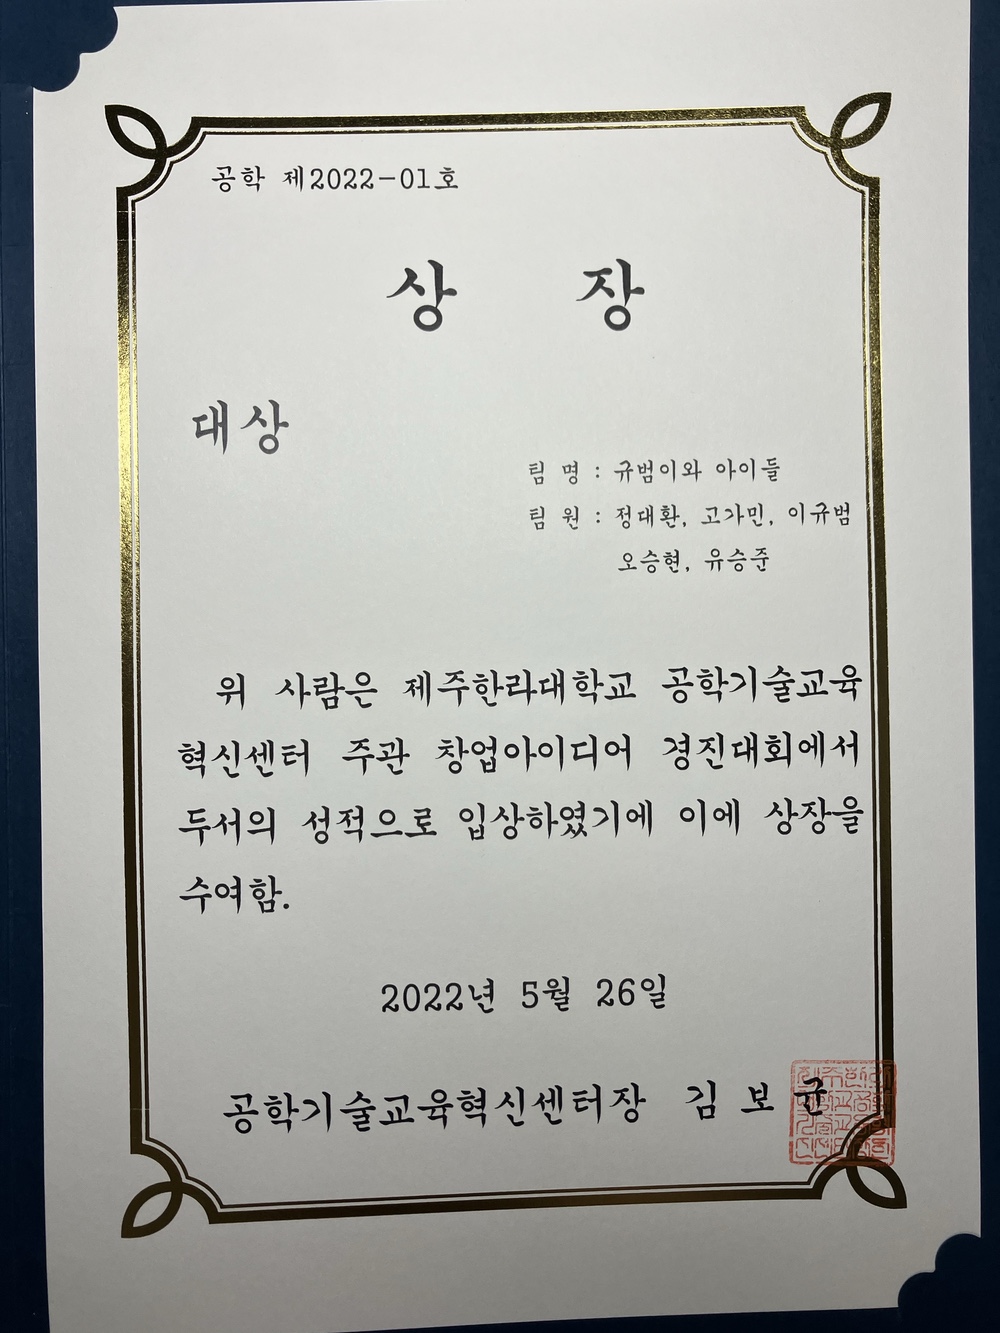 공학 제2022-01호
상 장
대상
팀 명 : 규범이와 아이들
팀 원 : 정대환, 고가민, 이규범
오승현, 유승준
위 사람은 제주한라대학교 공학기술교육
혁신센터 주관 창업아이디어 경진대회에서
두서의 성적으로 입상하였기에 이에 상장을
수여함.
2022년 5월 26일
공학기술교육혁신센터장 김 보 균